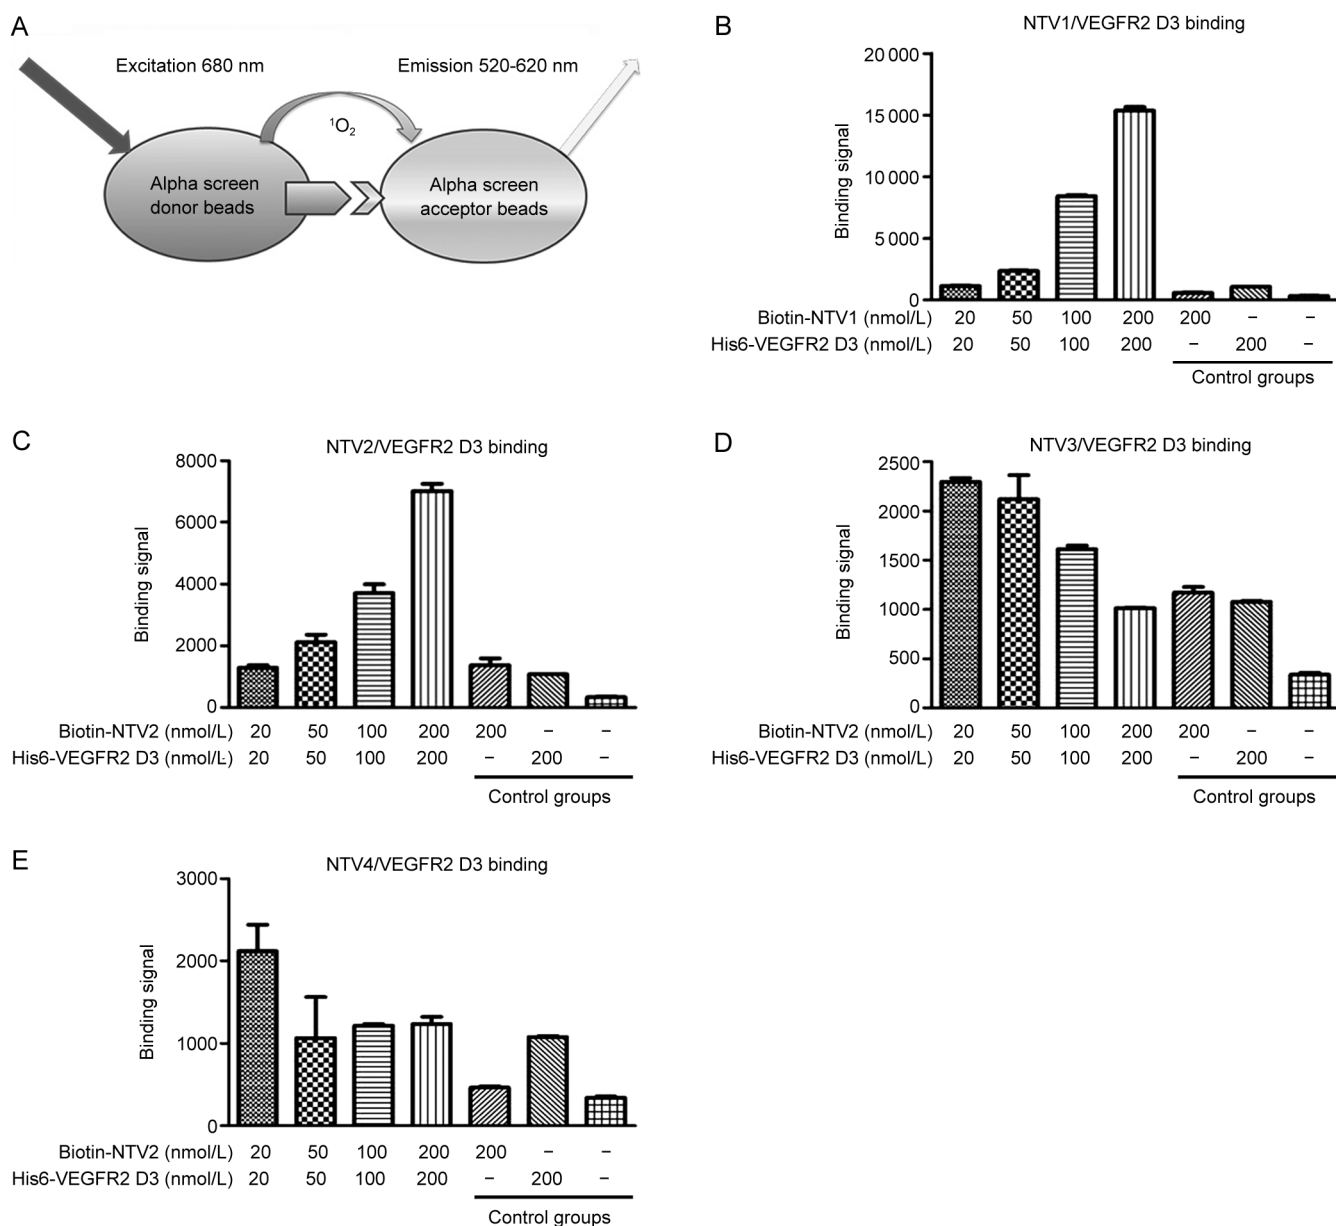 A
Excitation 680 nm
Emission 520-620 nm
¹O₂
Alpha screen
donor beads
Alpha screen
acceptor beads
B
NTV1/VEGFR2 D3 binding
Binding signal
20 000
15 000
10 000
5 000
0
Biotin-NTV1 (nmol/L) 20 50 100 200 200 – –
His6-VEGFR2 D3 (nmol/L) 20 50 100 200 – 200 –
Control groups
C
NTV2/VEGFR2 D3 binding
Binding signal
8000
6000
4000
2000
0
Biotin-NTV2 (nmol/L) 20 50 100 200 200 – –
His6-VEGFR2 D3 (nmol/L) 20 50 100 200 – 200 –
Control groups
D
NTV3/VEGFR2 D3 binding
Binding signal
2500
2000
1500
1000
500
0
Biotin-NTV2 (nmol/L) 20 50 100 200 200 – –
His6-VEGFR2 D3 (nmol/L) 20 50 100 200 – 200 –
Control groups
E
NTV4/VEGFR2 D3 binding
Binding signal
3000
2000
1000
0
Biotin-NTV2 (nmol/L) 20 50 100 200 200 – –
His6-VEGFR2 D3 (nmol/L) 20 50 100 200 – 200 –
Control groups